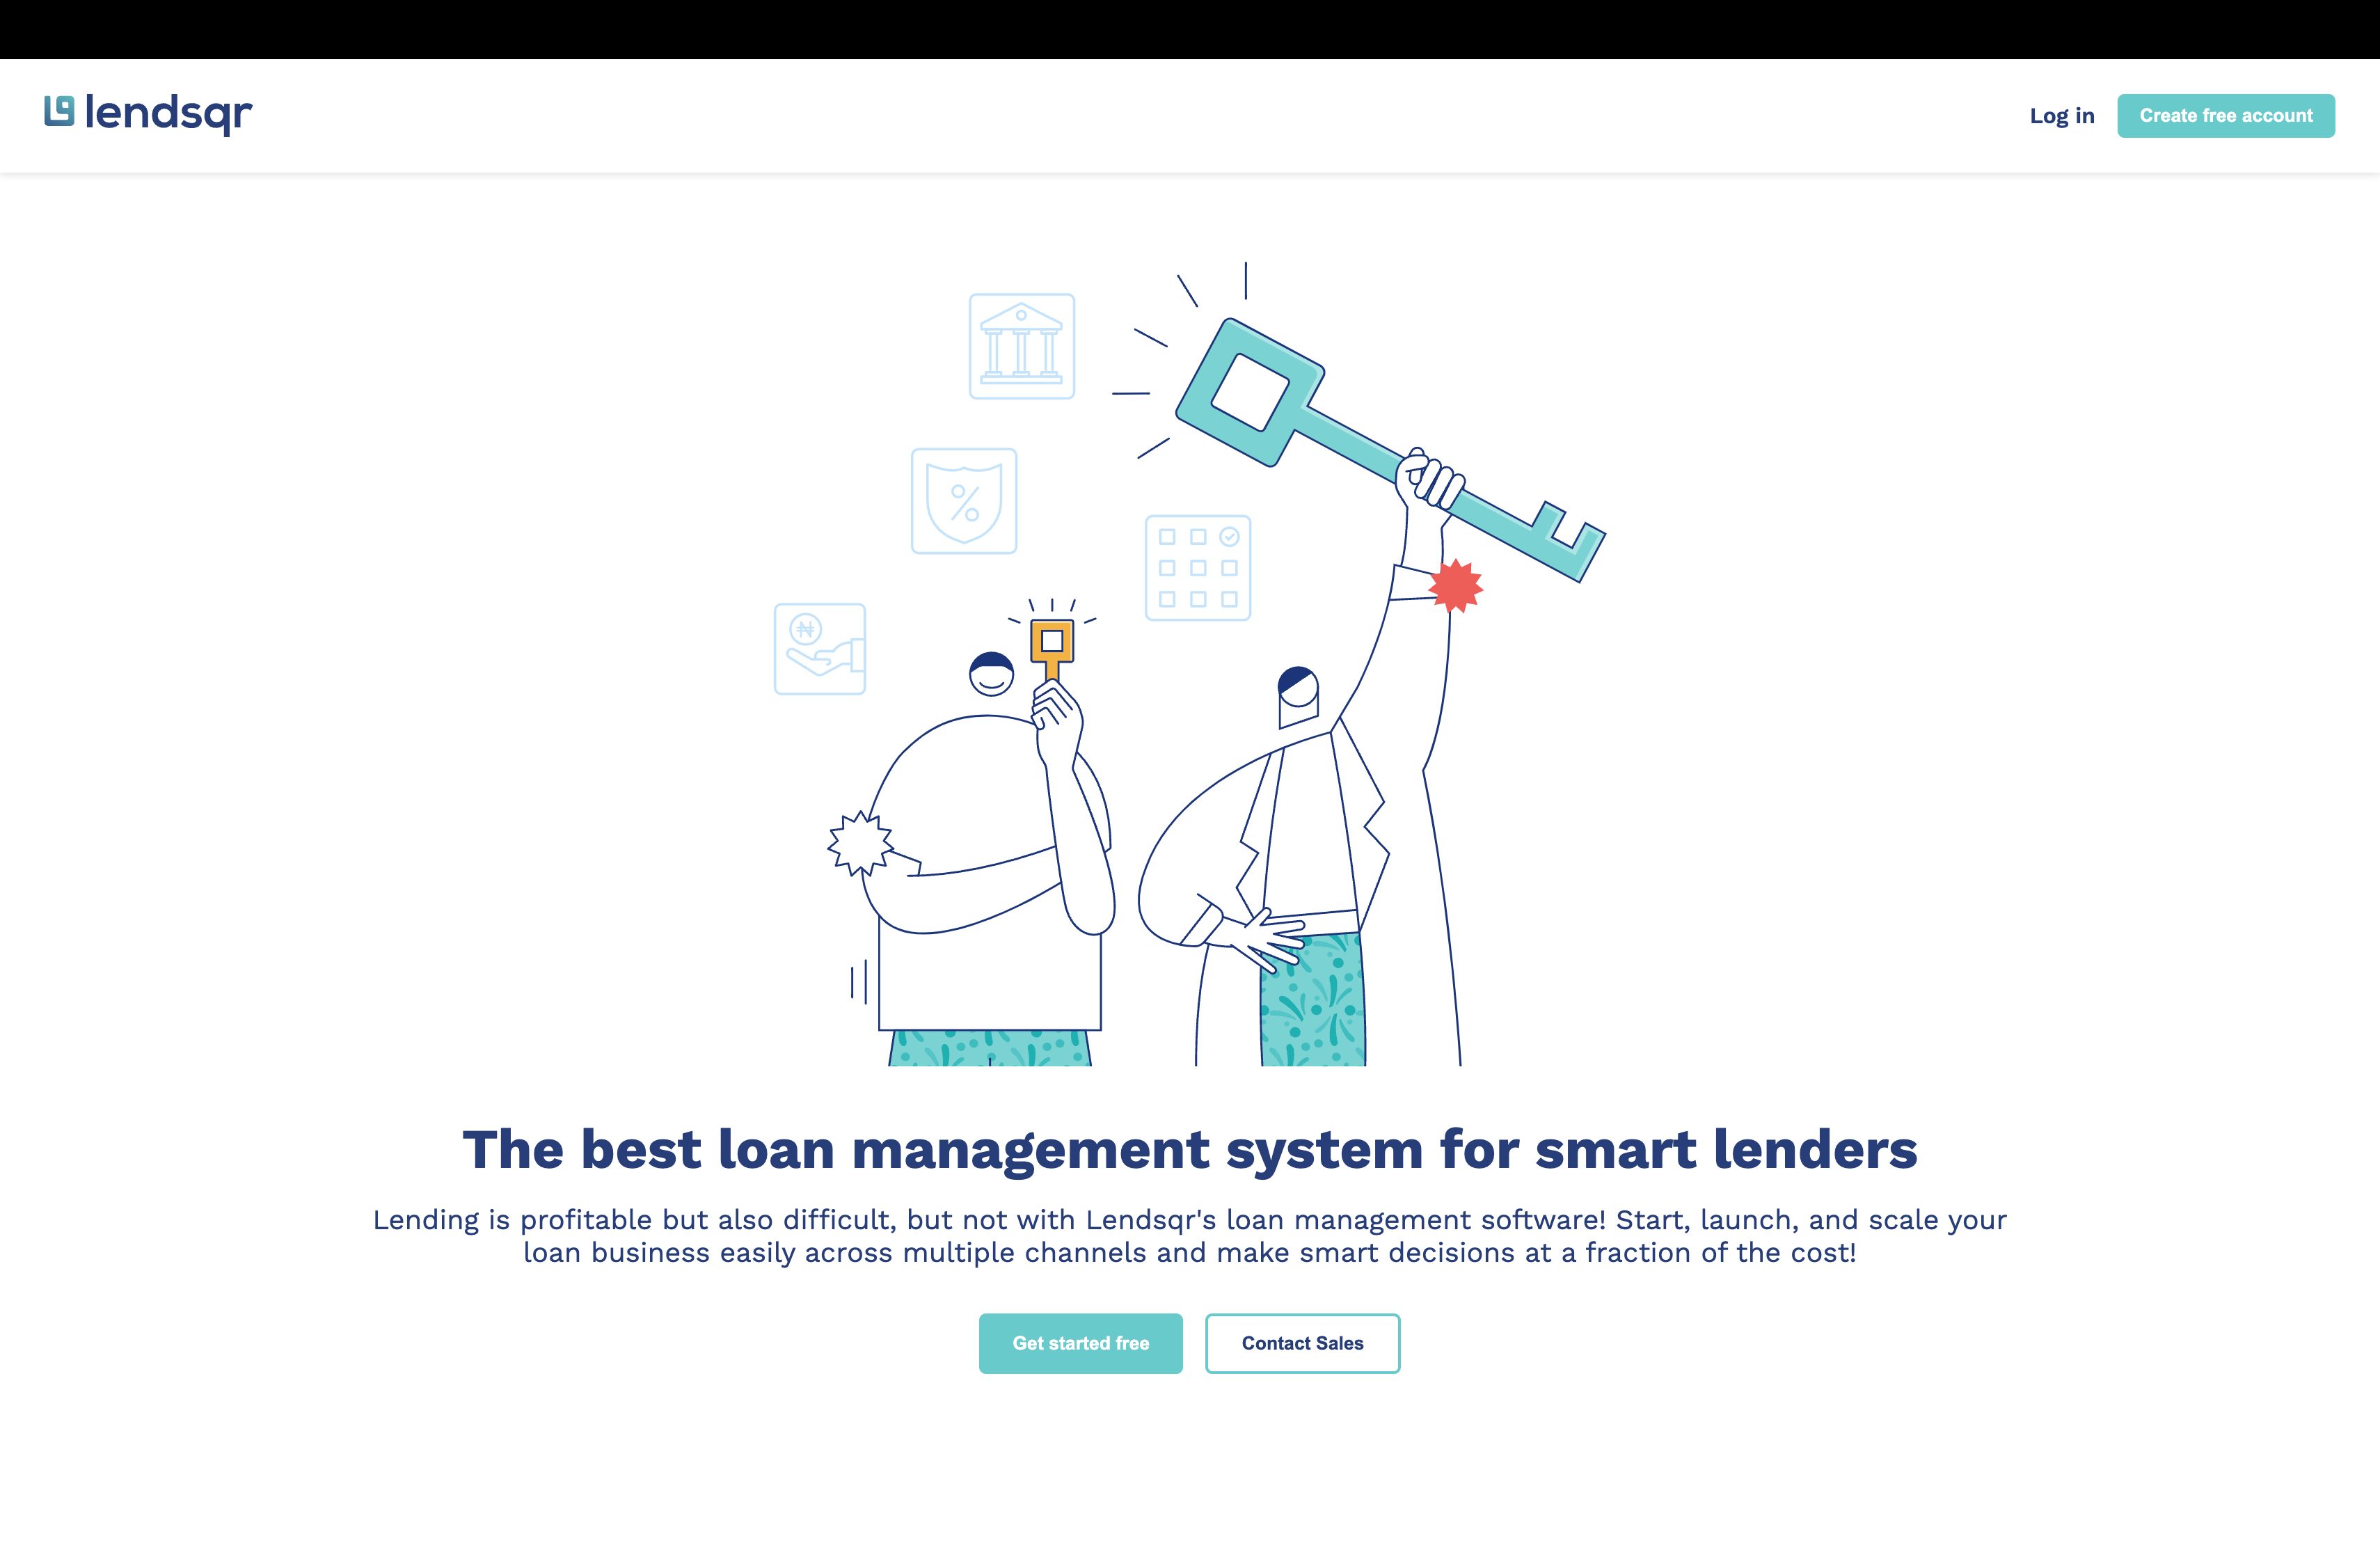 lendsqr
Log in
Create free account
The best loan management system for smart lenders
Lending is profitable but also difficult, but not with Lendsqr's loan management software! Start, launch, and scale your
loan business easily across multiple channels and make smart decisions at a fraction of the cost!
Get started free
Contact Sales